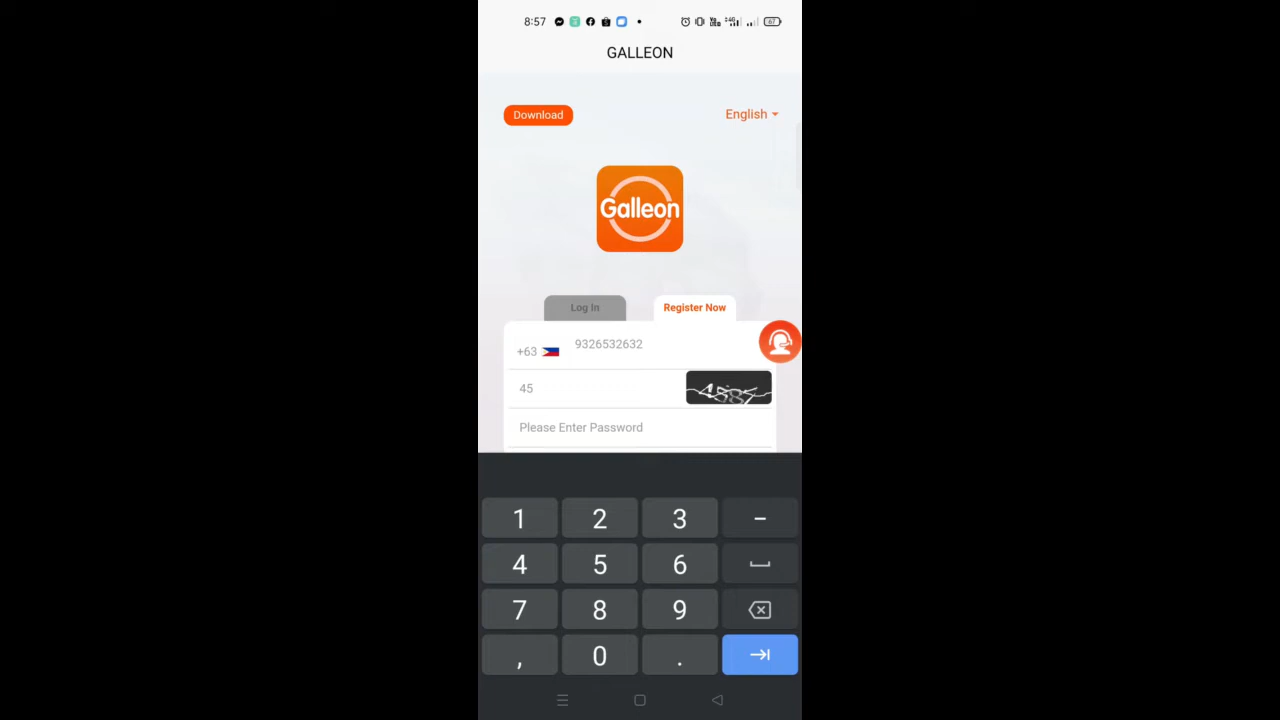 8:57
GALLEON
Download
English
Galleon
Log In
Register Now
+63
9326532632
45
4587
Please Enter Password
1 2 3 –
4 5 6
7 8 9
, 0 .